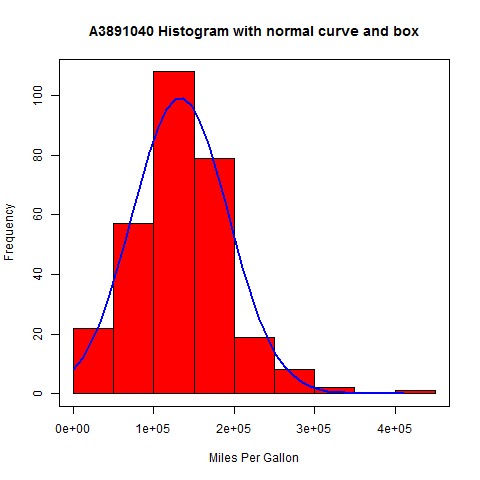 A3891040 Histogram with normal curve and box
Frequency
100
80
60
40
20
0
0e+00 1e+05 2e+05 3e+05 4e+05
Miles Per Gallon